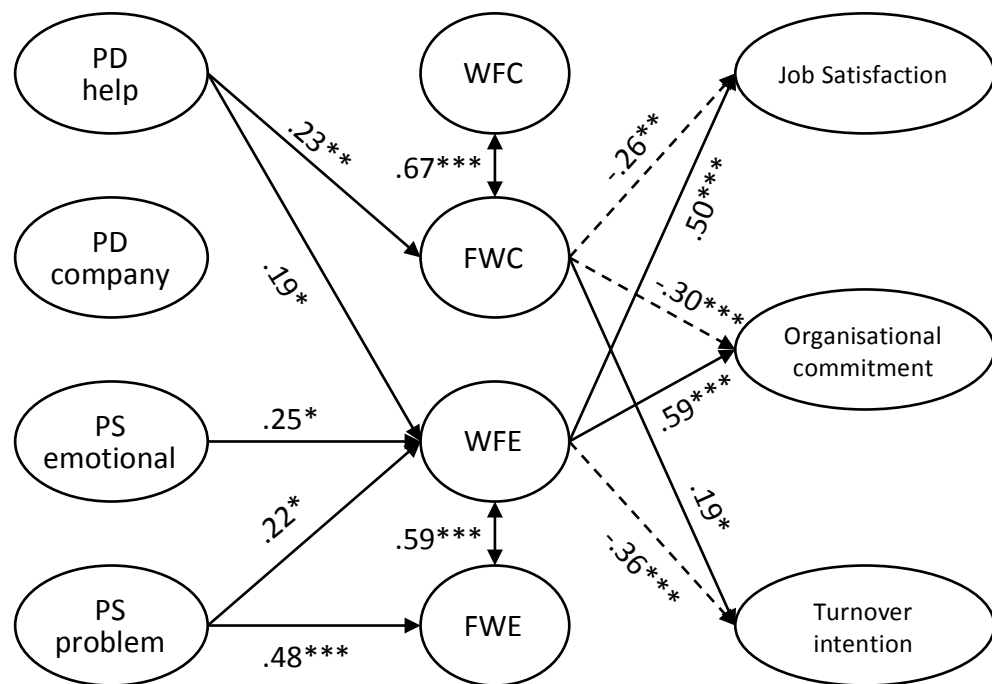 PD
help
WFC
Job Satisfaction
.23**
.67***
-.26**
.50***
PD
company
FWC
.19*
-.30***
Organisational
commitment
.59***
PS
emotional
.25*
WFE
.22*
.59***
.19*
-.36***
PS
problem
.48***
FWE
Turnover
intention